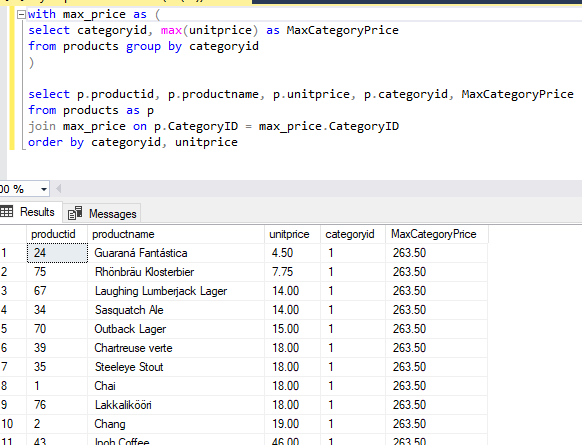 with max_price as (
select categoryid, max(unitprice) as MaxCategoryPrice
from products group by categoryid
)
select p.productid, p.productname, p.unitprice, p.categoryid, MaxCategoryPrice
from products as p
join max_price on p.CategoryID = max_price.CategoryID
order by categoryid, unitprice
00 %
Results Messages
productid productname unitprice categoryid MaxCategoryPrice
1 24 Guaraná Fantástica 4.50 1 263.50
2 75 Rhönbräu Klosterbier 7.75 1 263.50
3 67 Laughing Lumberjack Lager 14.00 1 263.50
4 34 Sasquatch Ale 14.00 1 263.50
5 70 Outback Lager 15.00 1 263.50
6 39 Chartreuse verte 18.00 1 263.50
7 35 Steeleye Stout 18.00 1 263.50
8 1 Chai 18.00 1 263.50
9 76 Lakkalikööri 18.00 1 263.50
10 2 Chang 19.00 1 263.50
11 43 Ipoh Coffee 46.00 1 263.50